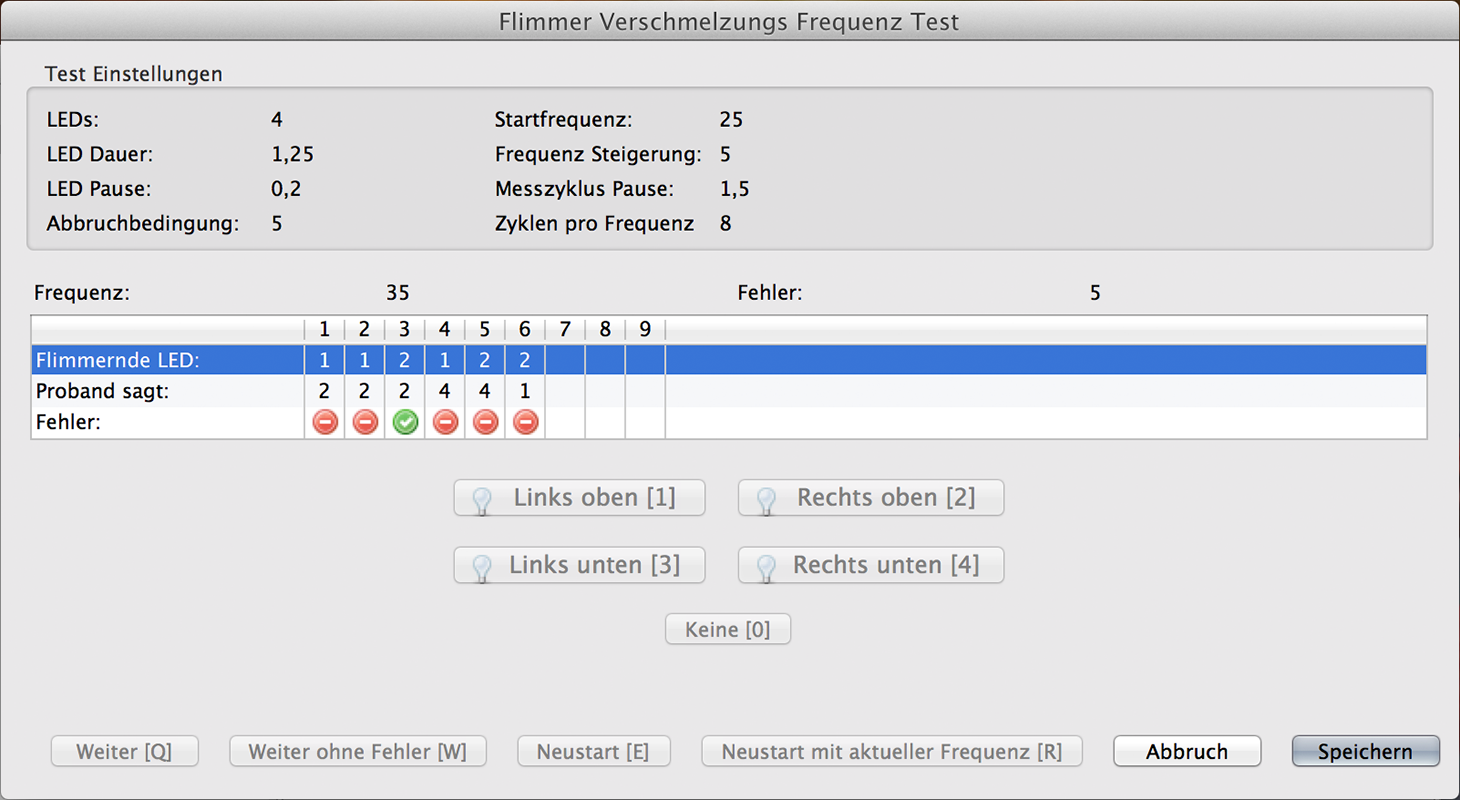 Flimmer Verschmelzungs Frequenz Test
Test Einstellungen
LEDs: 4 Startfrequenz: 25
LED Dauer: 1,25 Frequenz Steigerung: 5
LED Pause: 0,2 Messzyklus Pause: 1,5
Abbruchbedingung: 5 Zyklen pro Frequenz 8
Frequenz: 35 Fehler: 5
1 2 3 4 5 6 7 8 9
Flimmernde LED: 1 1 2 1 2 2
Proband sagt: 2 2 2 4 4 1
Fehler:
Links oben [1] Rechts oben [2]
Links unten [3] Rechts unten [4]
Keine [0]
Weiter [Q] Weiter ohne Fehler [W] Neustart [E] Neustart mit aktueller Frequenz [R] Abbruch Speichern